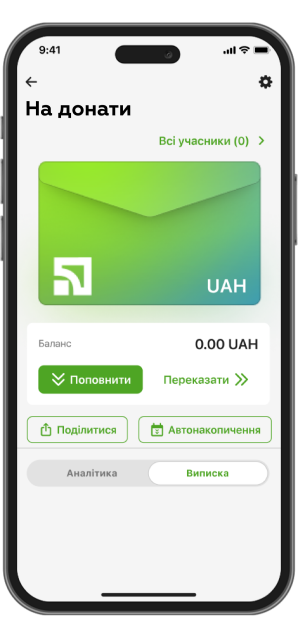 9:41
На донати
Всі учасники (0)
UAH
Баланс
0.00 UAH
Поповнити
Переказати
Поділитися
Автонакопичення
Аналітика
Виписка